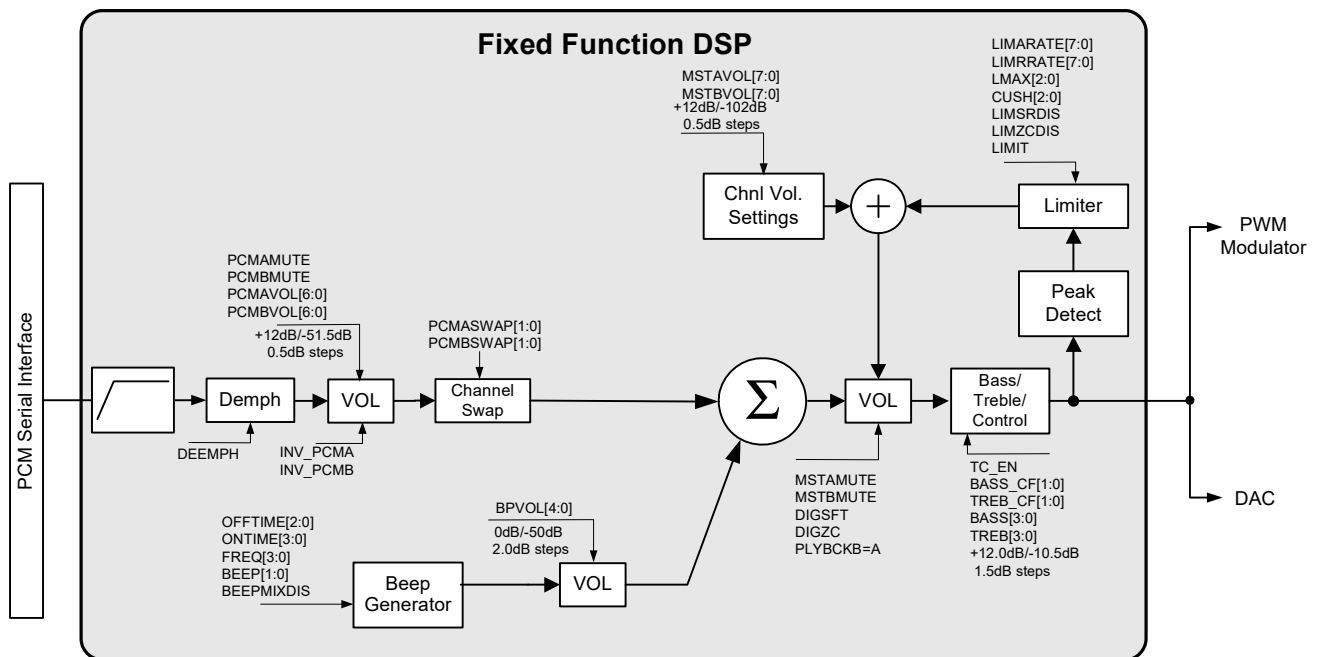 Fixed Function DSP
LIMARATE[7:0]
LIMRRATE[7:0]
LMAX[2:0]
CUSH[2:0]
LIMSRDIS
LIMZCDIS
LIMIT
MSTAVOL[7:0]
MSTBVOL[7:0]
+12dB/-102dB
0.5dB steps
Chnl Vol.
Settings
+
Limiter
PWM
Modulator
Peak
Detect
PCMAMUTE
PCMBMUTE
PCMAVOL[6:0]
PCMBVOL[6:0]
+12dB/-51.5dB
0.5dB steps
PCMASWAP[1:0]
PCMBSWAP[1:0]
PCM Serial Interface
Demph
VOL
Channel
Swap
Σ
VOL
Bass/
Treble/
Control
DEEMPH
INV_PCMA
INV_PCMB
MSTAMUTE
MSTBMUTE
DIGSFT
DIGZC
PLYBCKB=A
TC_EN
BASS_CF[1:0]
TREB_CF[1:0]
BASS[3:0]
TREB[3:0]
+12.0dB/-10.5dB
1.5dB steps
DAC
OFFTIME[2:0]
ONTIME[3:0]
FREQ[3:0]
BEEP[1:0]
BEEPMIXDIS
BPVOL[4:0]
0dB/-50dB
2.0dB steps
Beep
Generator
VOL